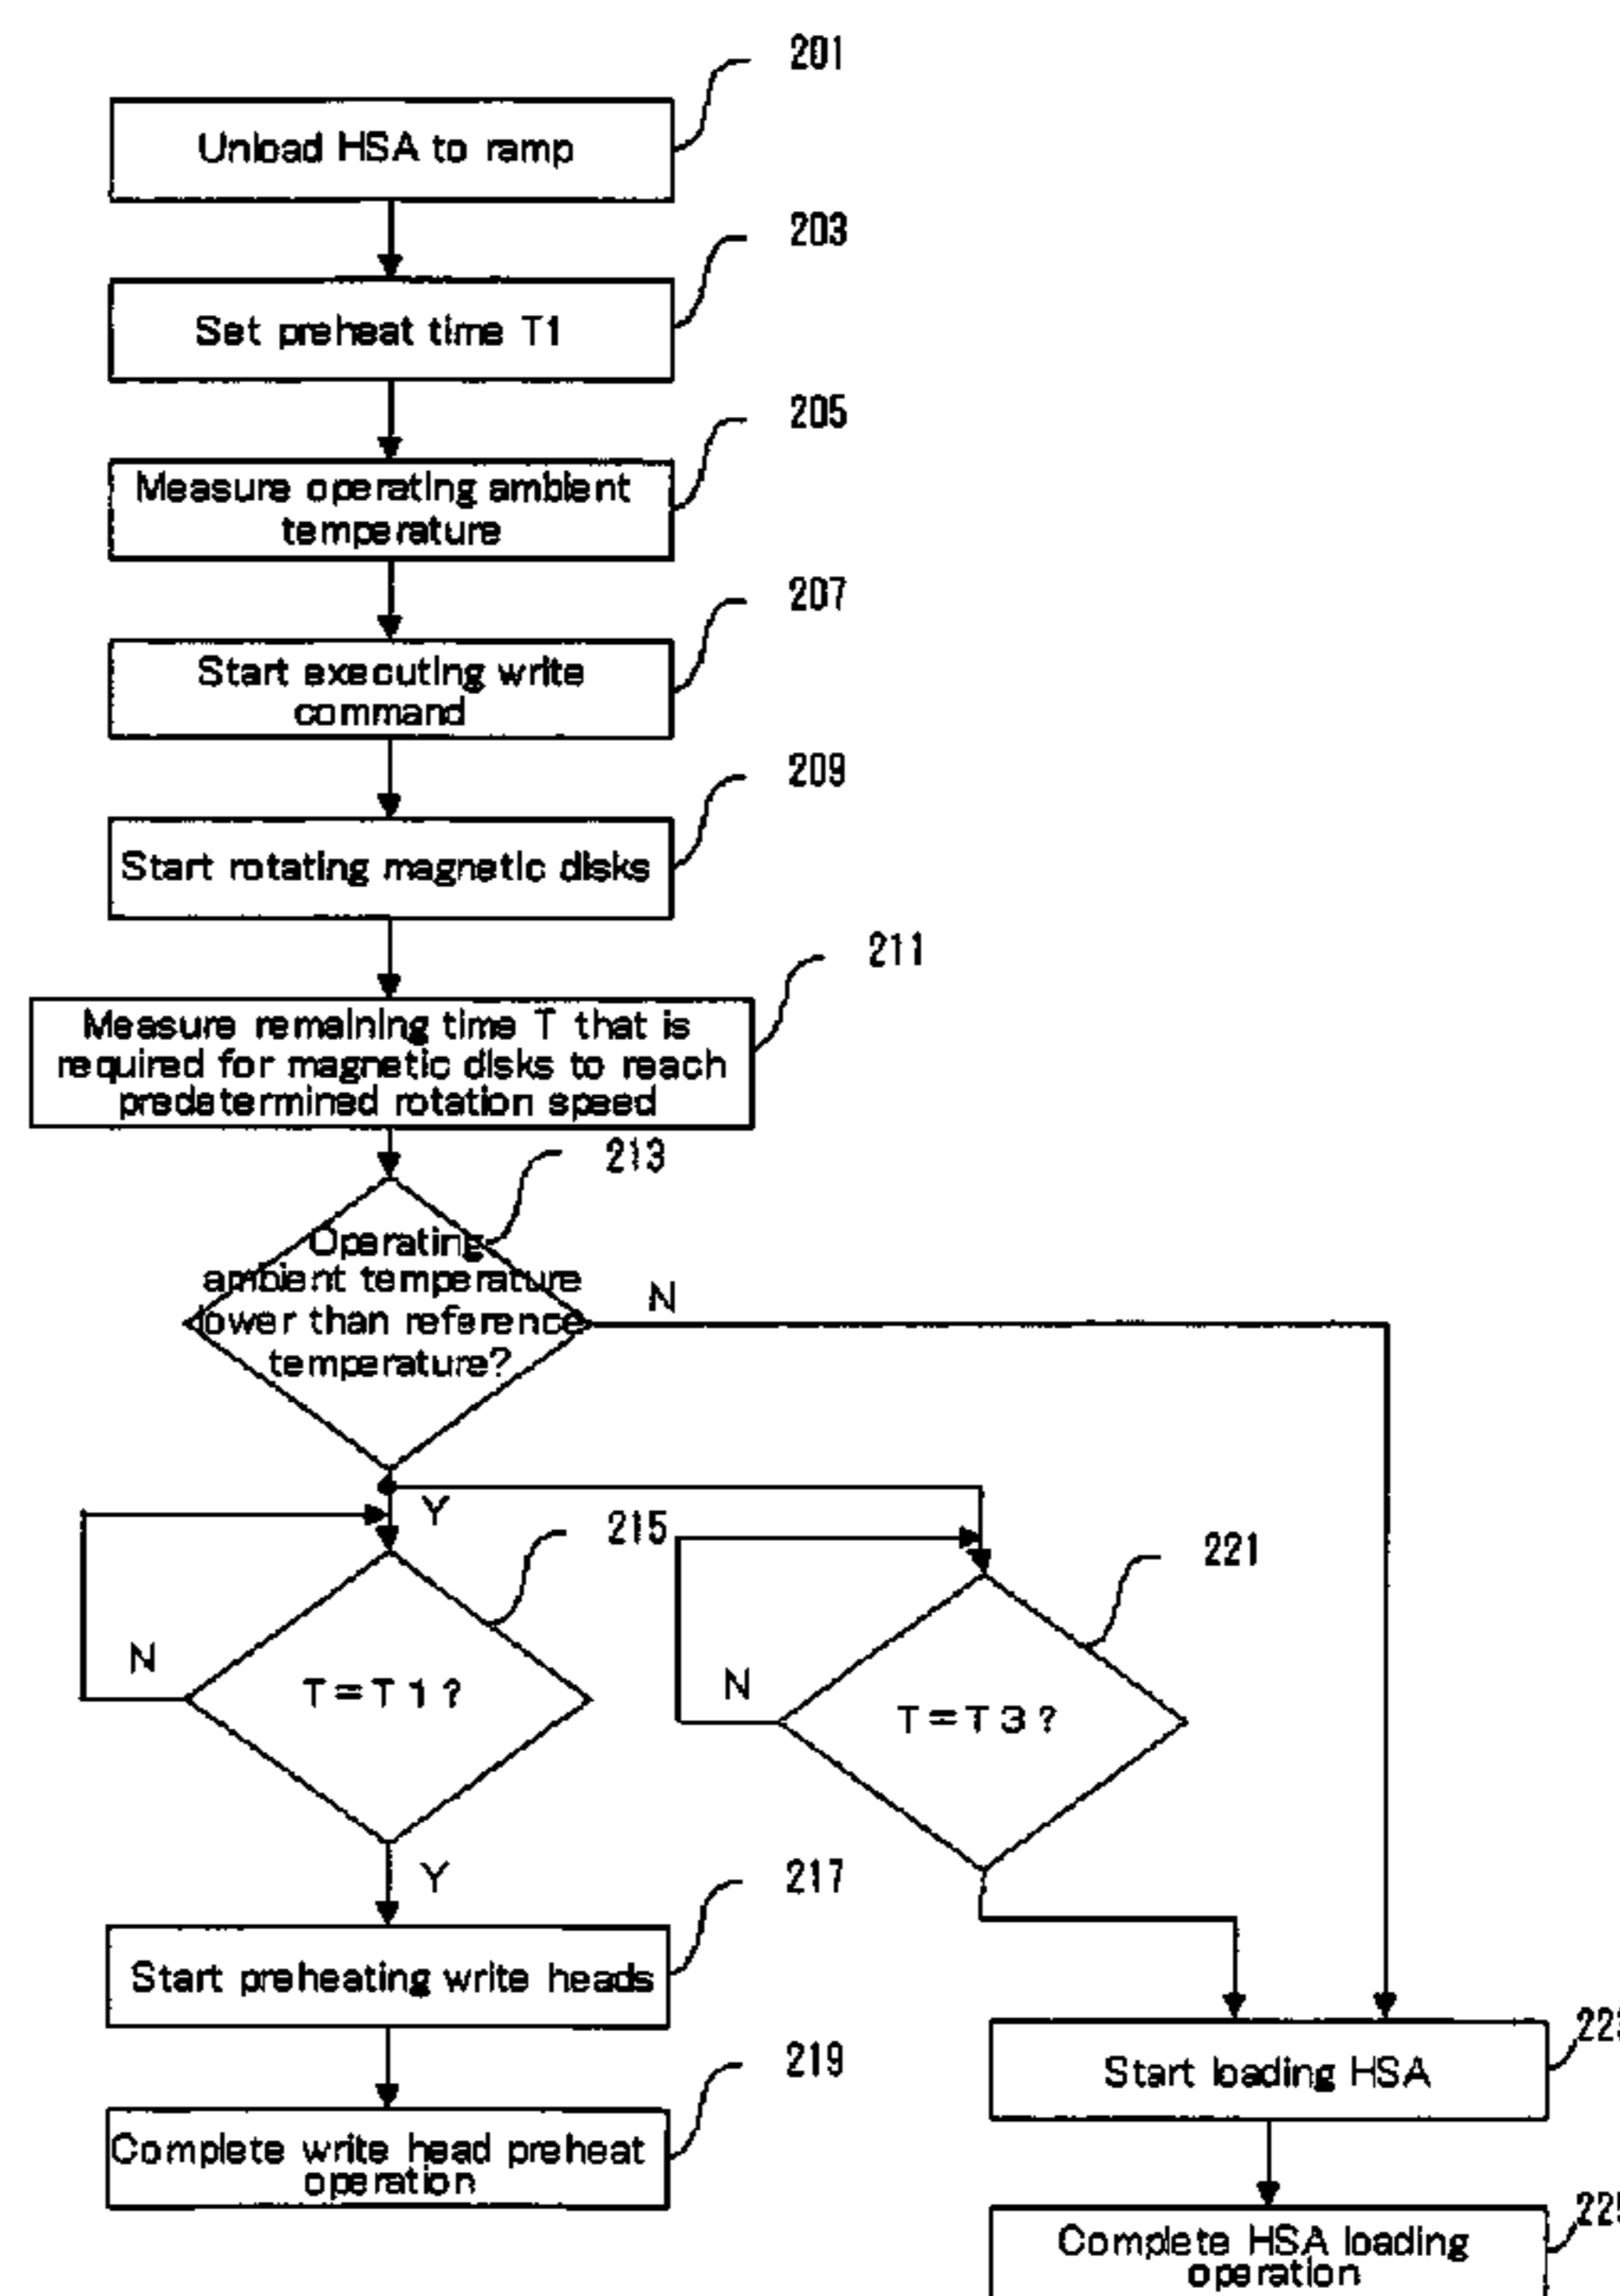 201
Unload HSA to ramp
203
Set preheat time T1
205
Measure operating ambient
temperature
207
Start executing write
command
209
Start rotating magnetic disks
211
Measure remaining time T that is
required for magnetic disks to reach
predetermined rotation speed
213
Operating
ambient temperature
lower than reference
temperature?
N
Y
215
T=T1?
N
Y
221
T=T3?
N
217
Start preheating write heads
219
Complete write head preheat
operation
Start loading HSA
Complete HSA loading
operation